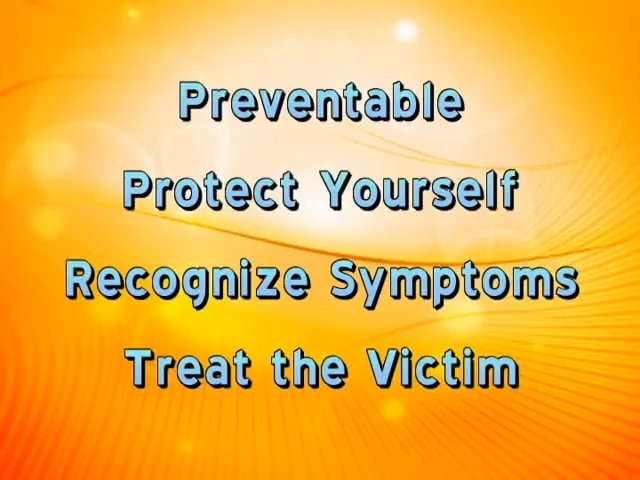 Preventable
Protect Yourself
Recognize Symptoms
Treat the Victim